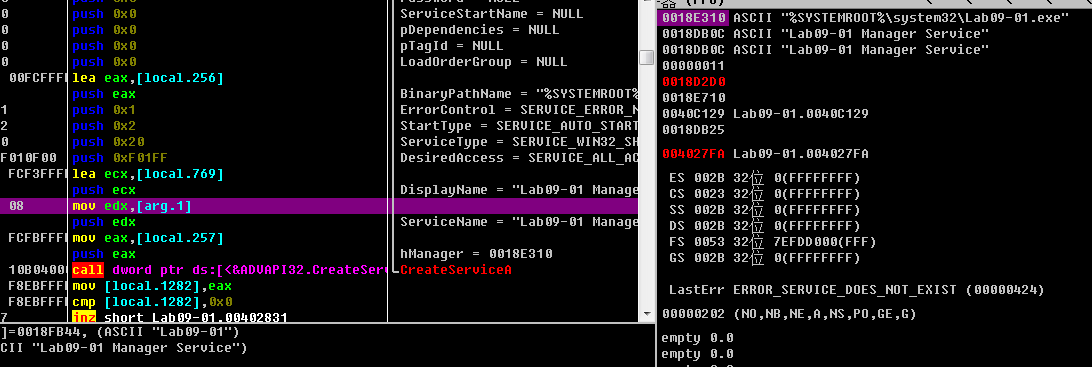 push 0x0
push 0x0 ServiceStartName = NULL
0 push 0x0 pDependencies = NULL
0 push 0x0 pTagId = NULL
0 push 0x0 LoadOrderGroup = NULL
00FCFFFF lea eax,[local.256]
push eax BinaryPathName = "%SYSTEMROOT%
1 push 0x1 ErrorControl = SERVICE_ERROR_N
2 push 0x2 StartType = SERVICE_AUTO_START
0 push 0x20 ServiceType = SERVICE_WIN32_SH
F010F00 push 0xF01FF DesiredAccess = SERVICE_ALL_AC
FCF3FFFF lea ecx,[local.769]
push ecx DisplayName = "Lab09-01 Manage
08 mov edx,[arg.1]
push edx ServiceName = "Lab09-01 Manage
FCFBFFFF mov eax,[local.257]
push eax hManager = 0018E310
10B0400 call dword ptr ds:[<&ADVAPI32.CreateServ CreateServiceA
F8EBFFFF mov [local.1282],eax
F8EBFFFF cmp [local.1282],0x0
7 jnz short Lab09-01.00402831
]=0018FB44, (ASCII "Lab09-01")
CII "Lab09-01 Manager Service")
0018E310 ASCII "%SYSTEMROOT%\system32\Lab09-01.exe"
0018DB0C ASCII "Lab09-01 Manager Service"
0018DB0C ASCII "Lab09-01 Manager Service"
00000011
0018D2D0
0018E710
0040C129 Lab09-01.0040C129
0018DB25
004027FA Lab09-01.004027FA
ES 002B 32位 0(FFFFFFFF)
CS 0023 32位 0(FFFFFFFF)
SS 002B 32位 0(FFFFFFFF)
DS 002B 32位 0(FFFFFFFF)
FS 0053 32位 7EFDD000(FFF)
GS 002B 32位 0(FFFFFFFF)
LastErr ERROR_SERVICE_DOES_NOT_EXIST (00000424)
00000202 (NO,NB,NE,A,NS,PO,GE,G)
empty 0.0
empty 0.0